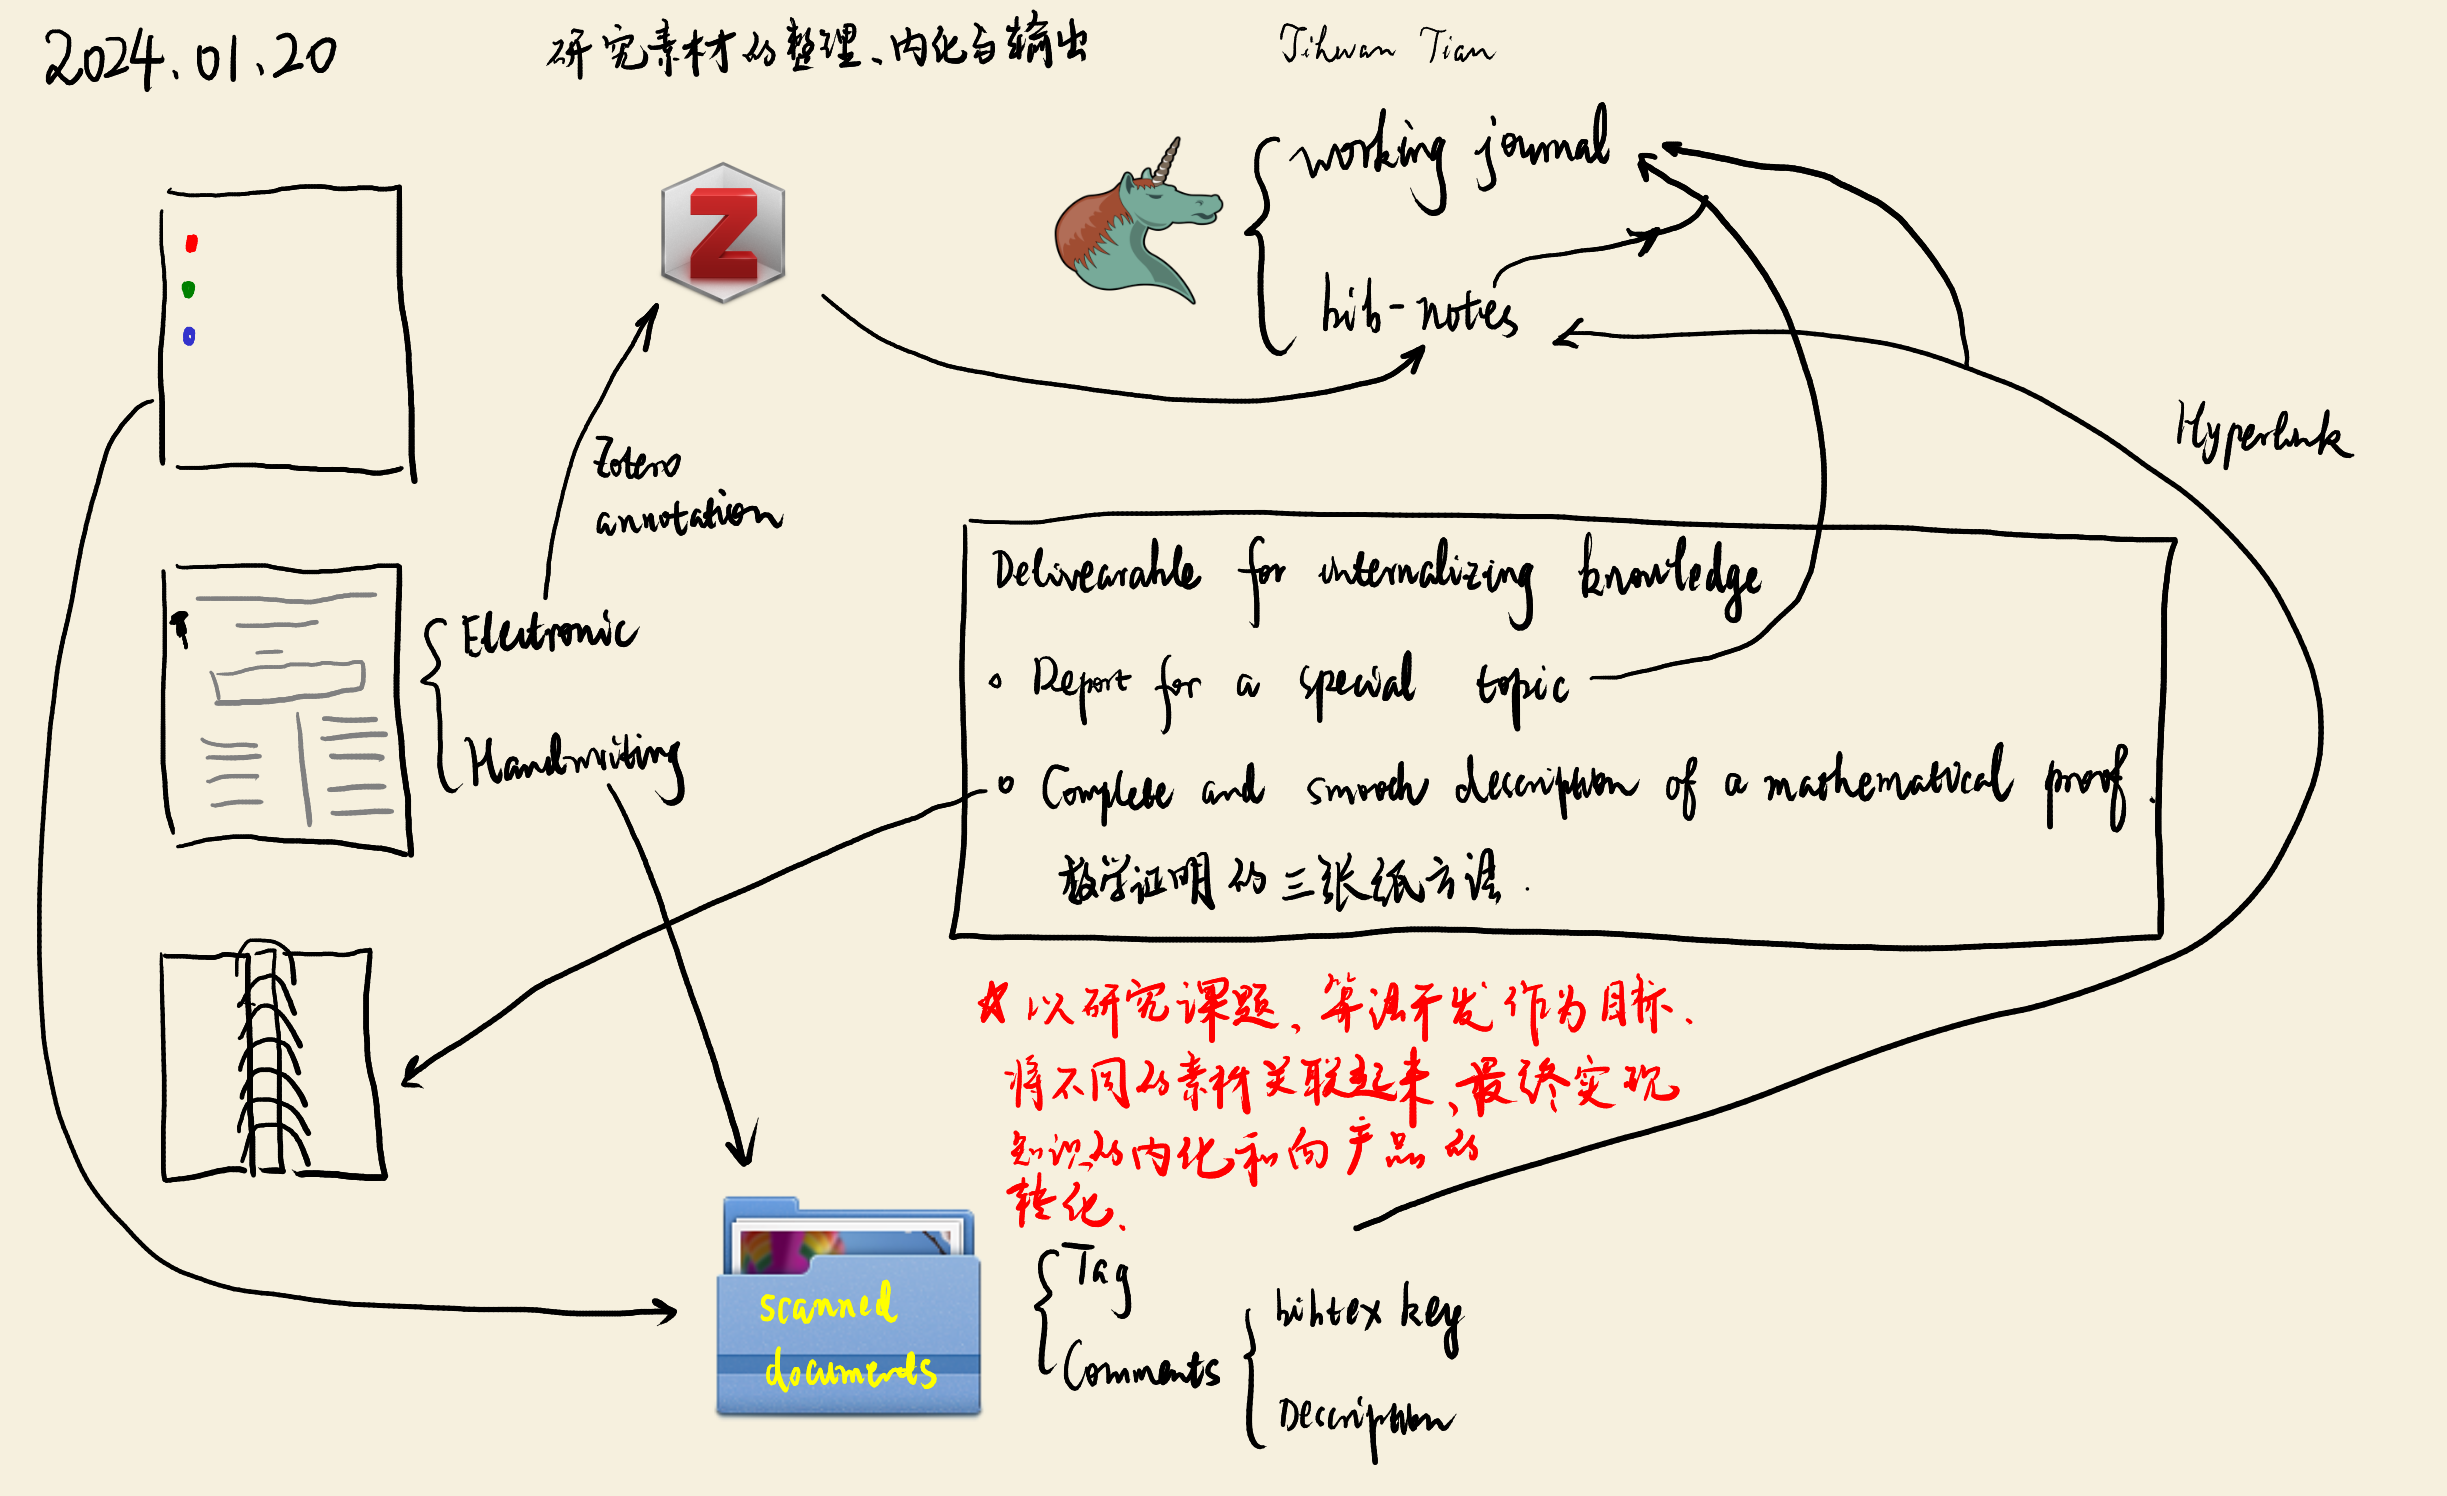 2024.01.20
研究素材的整理、内化与输出
Jihuan Tian
Z
working journal
bib-notes
Zotero
annotation
Hyperlink
Electronic
Handwriting
Delivearable for internalizing knowledge
Report for a special topic
Complete and smooth description of a mathematical proof.
数学证明的三张纸方法.
☆ 以研究课题、算法开发作为目标、
将不同的素材关联起来,最终实现
知识的内化和向产品的
转化.
scanned
documents
Tag
Comments
bibtex key
Description